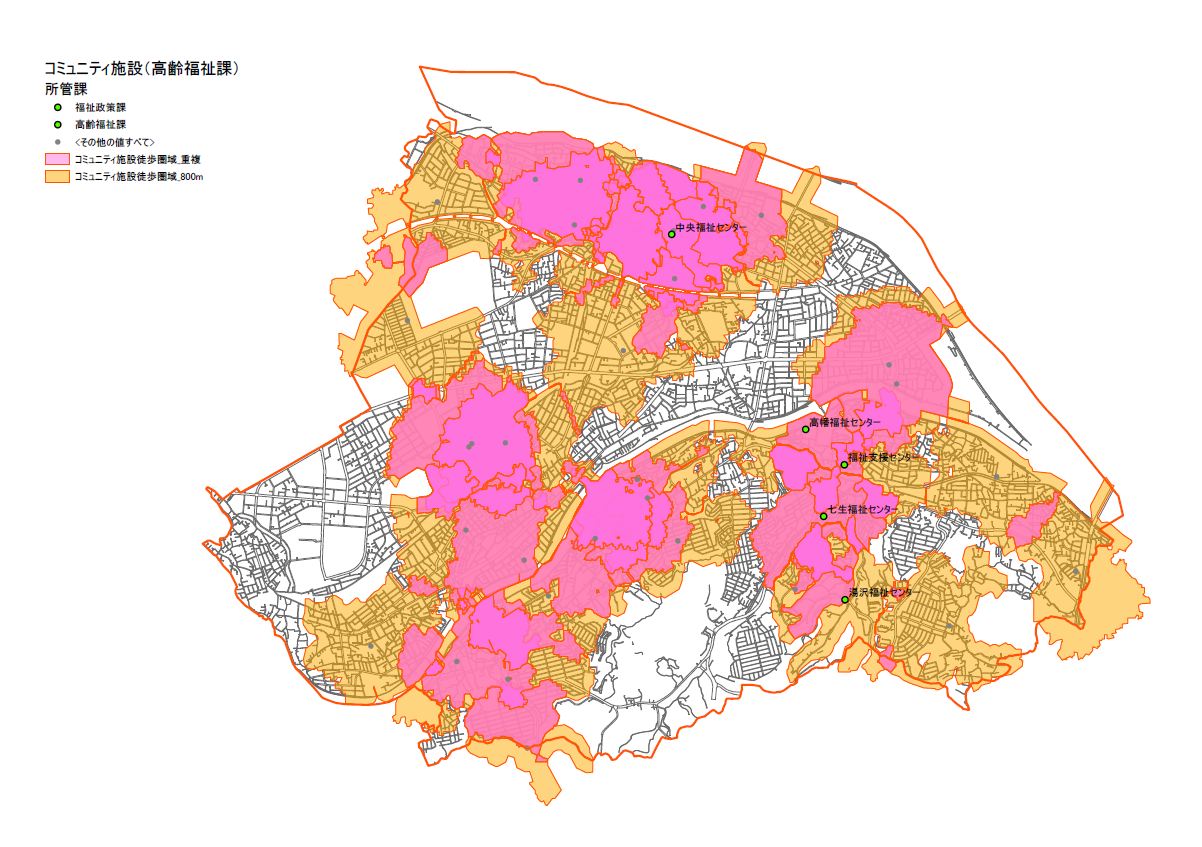 コミュニティ施設(高齢福祉課)
所管課
福祉政策課
高齢福祉課
<その他の値すべて>
コミュニティ施設徒歩圏域_重複
コミュニティ施設徒歩圏域_800m
中央福祉センター
高幡福祉センター
福祉支援センター
七生福祉センター
湯沢福祉センター